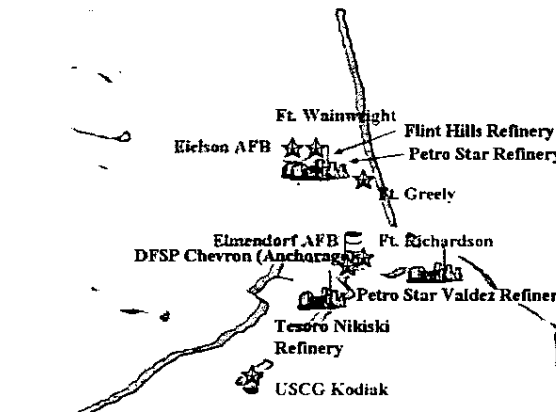 Ft. Wainwright
Flint Hills Refinery
Eielson AFB
Petro Star Refinery
Ft. Greely
Elmendorf AFB
Ft. Richardson
DFSP Chevron (Anchorage)
Petro Star Valdez Refiner
Tesoro Nikiski
Refinery
USCG Kodiak